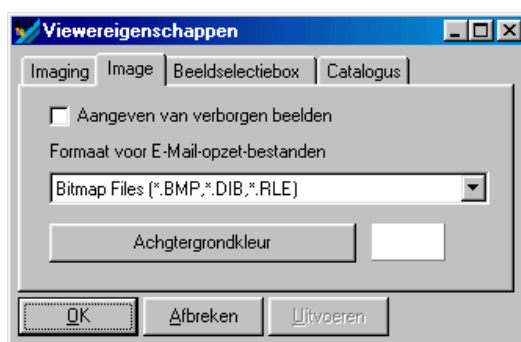 Viewereigenschappen
Imaging Image Beeldselectiebox Catalogus
Aangeven van verborgen beelden
Formaat voor E-Mail-opzet-bestanden
Bitmap Files (*.BMP,*.DIB,*.RLE)
Achgtergrondkleur
OK Afbreken Uitvoeren